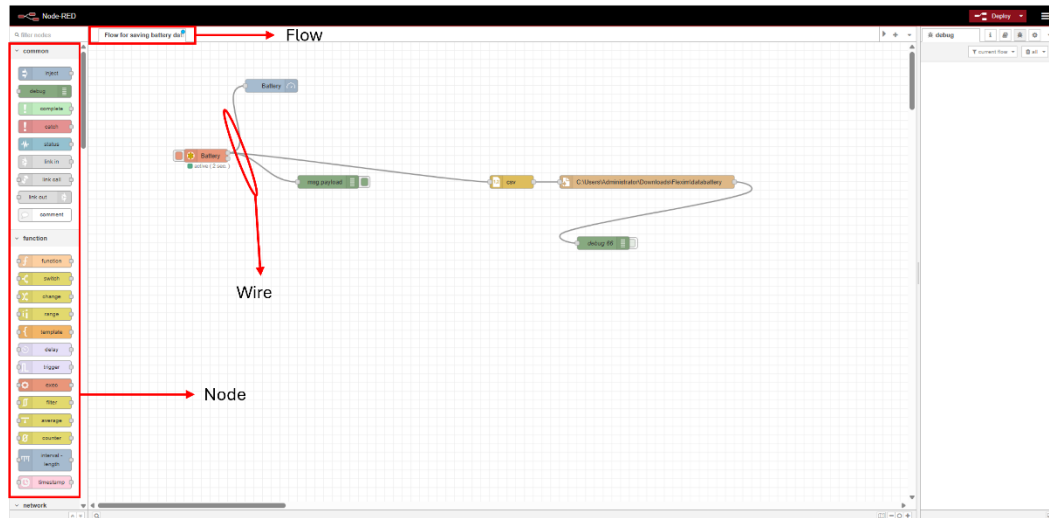 Node-RED
Deploy
filter nodes
Flow for saving battery dat
Flow
debug
common
current flow
all
inject
debug
complete
catch
status
link in
link call
link out
comment
Battery
Battery
active ( 2 sec. )
msg.payload
csv
C:\Users\Administrator\Downloads\Flexsim\data\battery
debug 66
Wire
function
function
switch
change
range
template
delay
trigger
exec
filter
average
counter
interval -
length
timestamp
Node
network